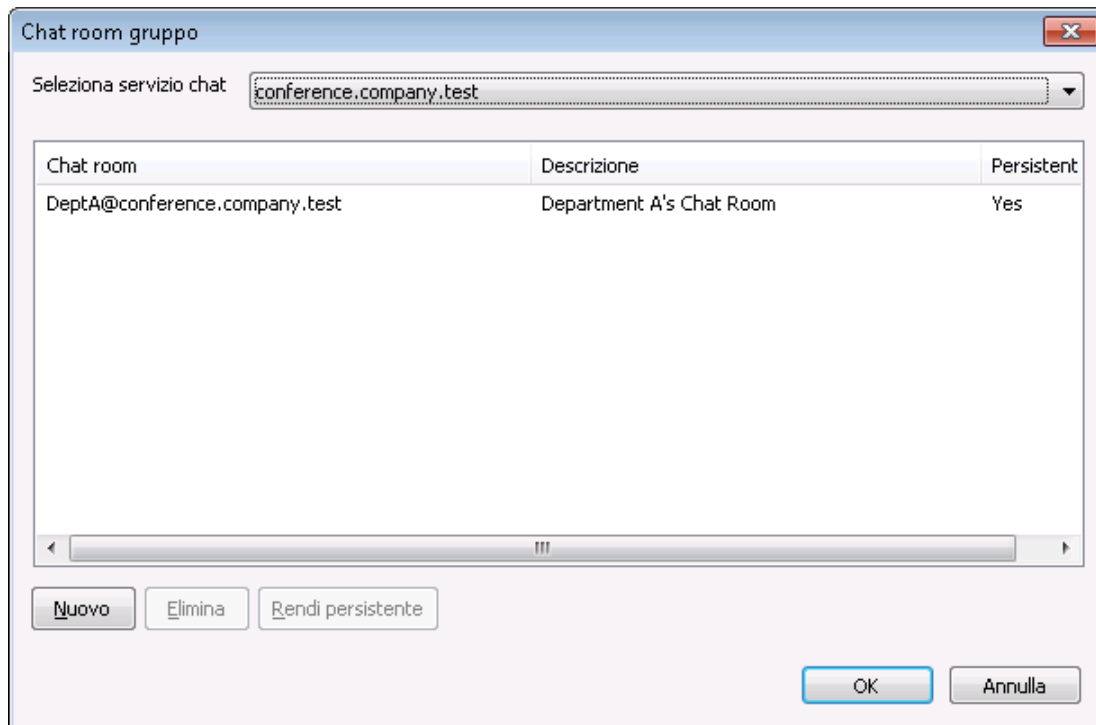 Chat room gruppo
Seleziona servizio chat conference.company.test
Chat room Descrizione Persistent
DeptA@conference.company.test Department A's Chat Room Yes
Nuovo Elimina Rendi persistente
OK Annulla